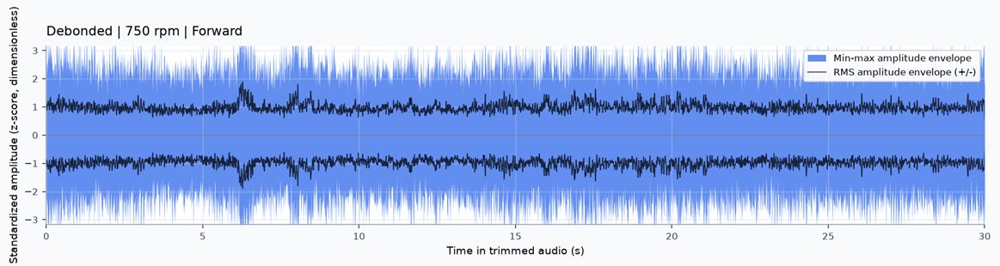 Debonded | 750 rpm | Forward
Standardized amplitude (z-score, dimensionless)
3
2
1
0
−1
−2
−3
Min-max amplitude envelope
RMS amplitude envelope (+/-)
0 5 10 15 20 25 30
Time in trimmed audio (s)